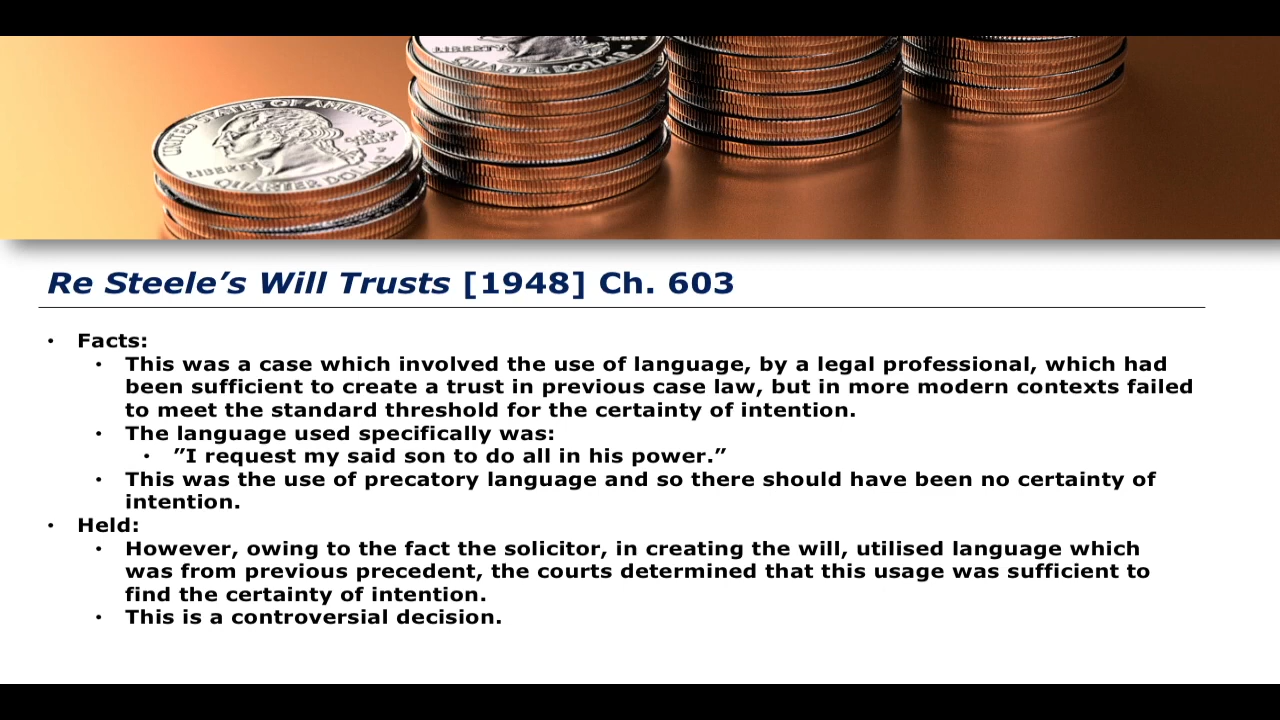 UNITED STATES OF AMERICA
LIBERTY
QUARTER DOLLAR
LIBERTY
QUARTER DOLLAR
Re Steele’s Will Trusts [1948] Ch. 603
• Facts:
• This was a case which involved the use of language, by a legal professional, which had
been sufficient to create a trust in previous case law, but in more modern contexts failed
to meet the standard threshold for the certainty of intention.
• The language used specifically was:
• ”I request my said son to do all in his power.”
• This was the use of precatory language and so there should have been no certainty of
intention.
• Held:
• However, owing to the fact the solicitor, in creating the will, utilised language which
was from previous precedent, the courts determined that this usage was sufficient to
find the certainty of intention.
• This is a controversial decision.